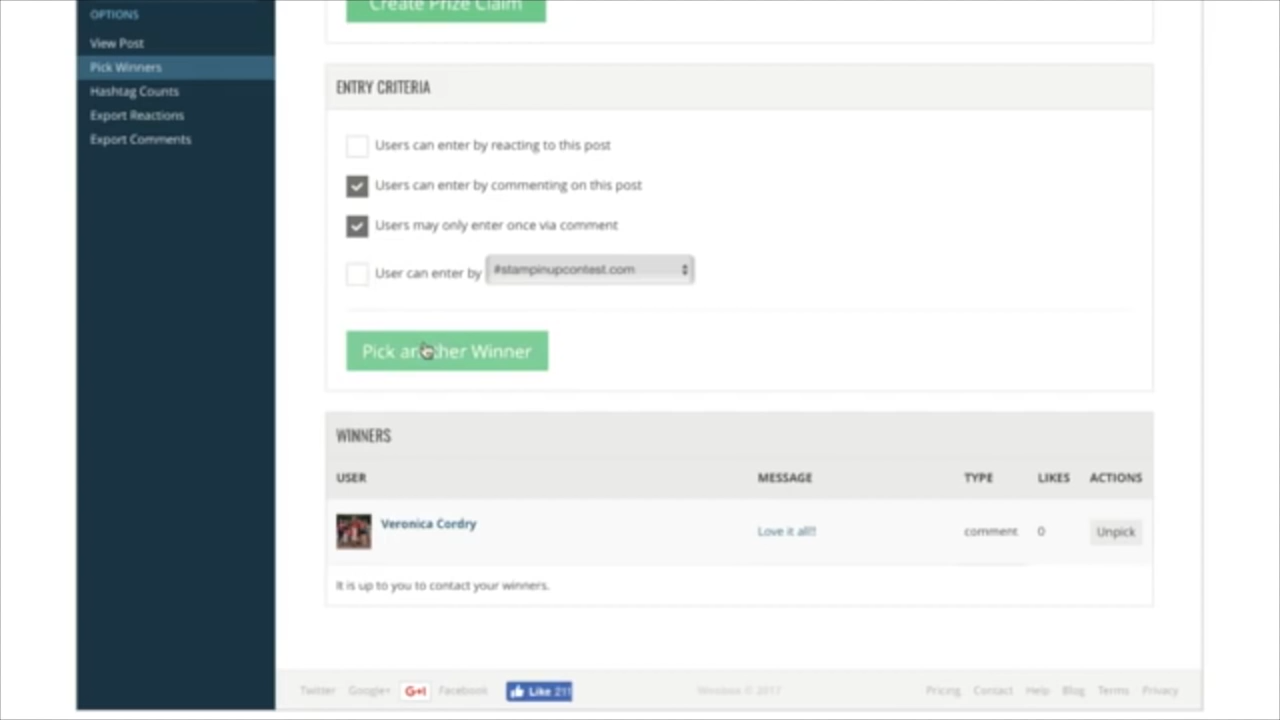 OPTIONS
View Post
Pick Winners
Hashtag Counts
Export Reactions
Export Comments
Create Prize Claim
ENTRY CRITERIA
Users can enter by reacting to this post
Users can enter by commenting on this post
Users may only enter once via comment
User can enter by #stampinupcontest.com
Pick another Winner
WINNERS
USER MESSAGE TYPE LIKES ACTIONS
Veronica Cordry Love it all!! comment 0 Unpick
It is up to you to contact your winners.
Twitter Google+ G+1 Facebook Like 211 © 2017 Pricing Contact Help Blog Terms Privacy